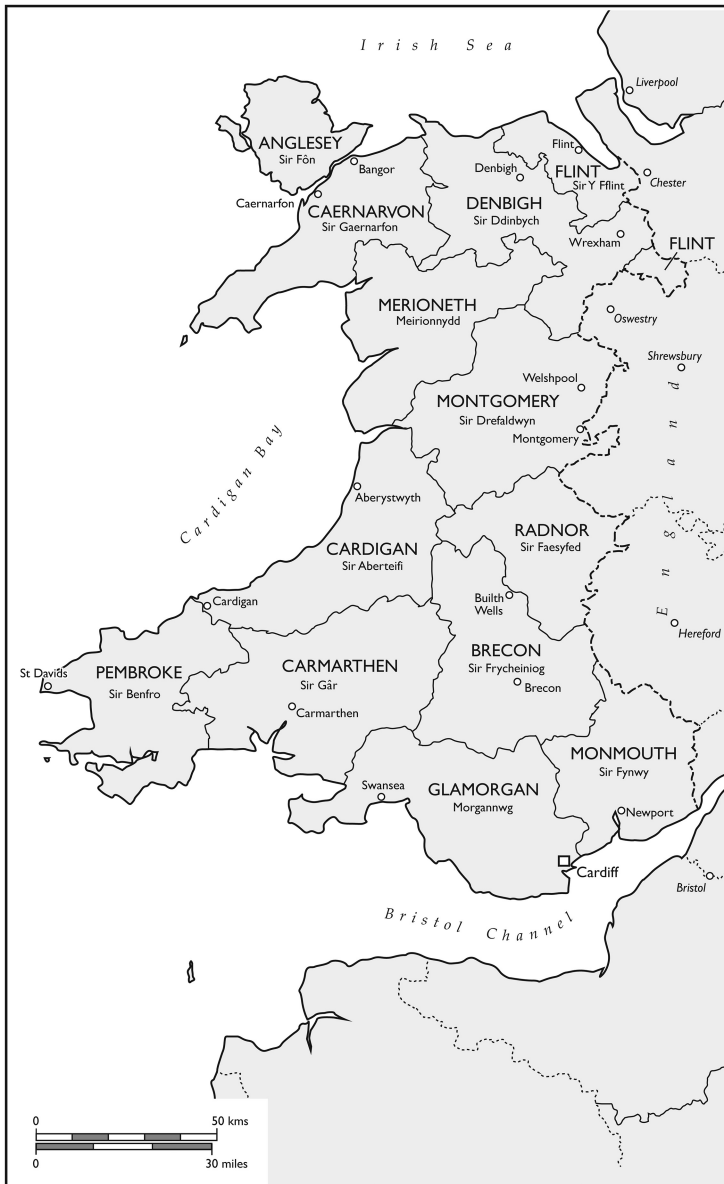 Irish Sea
Liverpool
ANGLESEY
Sir Fôn
Bangor
Flint
Denbigh
FLINT
Sir Y Fflint
Chester
Caernarfon
CAERNARVON
Sir Gaernarfon
DENBIGH
Sir Ddinbych
Wrexham
FLINT
MERIONETH
Meirionnydd
Oswestry
Shrewsbury
Welshpool
MONTGOMERY
Sir Drefaldwyn
Montgomery
Cardigan Bay
England
Aberystwyth
RADNOR
Sir Faesyfed
CARDIGAN
Sir Aberteifi
Builth
Wells
Cardigan
Hereford
BRECON
Sir Frycheiniog
Brecon
St Davids
PEMBROKE
Sir Benfro
CARMARTHEN
Sir Gâr
Carmarthen
MONMOUTH
Sir Fynwy
Swansea
GLAMORGAN
Morgannwg
Newport
Cardiff
Bristol
Bristol Channel
0 50 kms
0 30 miles